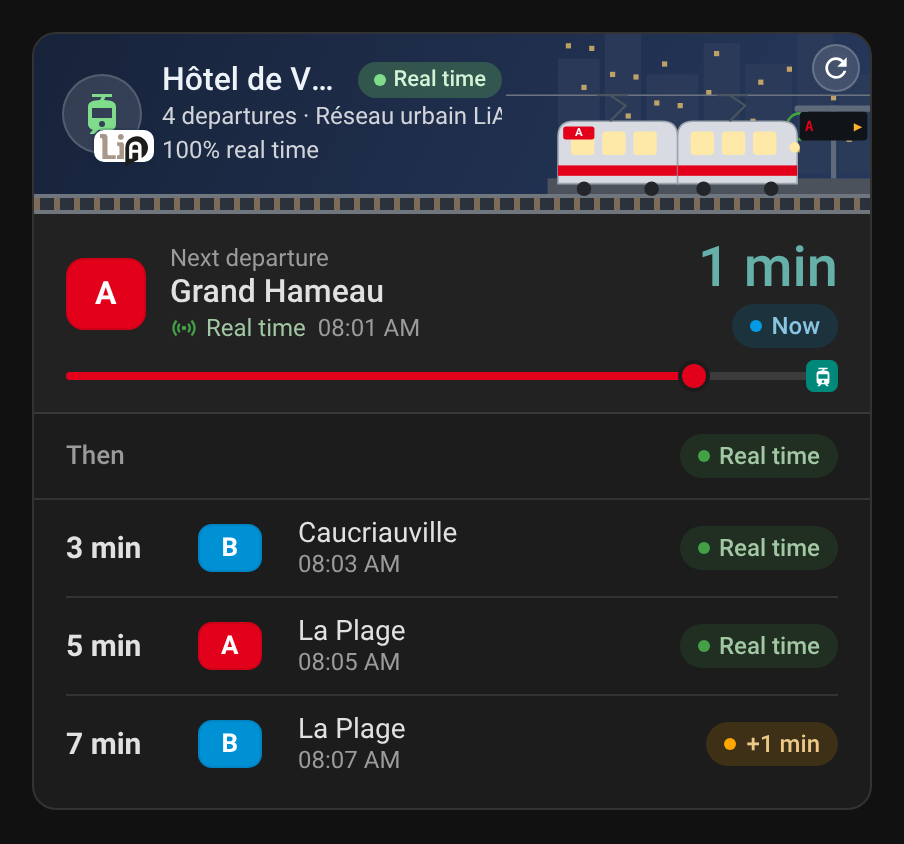 Hôtel de V…
Real time
4 departures · Réseau urbain LiA
100% real time
LiA
A
A
A
Next departure
Grand Hameau
Real time 08:01 AM
1 min
Now
Then
Real time
3 min
B
Caucriauville
08:03 AM
Real time
5 min
A
La Plage
08:05 AM
Real time
7 min
B
La Plage
08:07 AM
+1 min